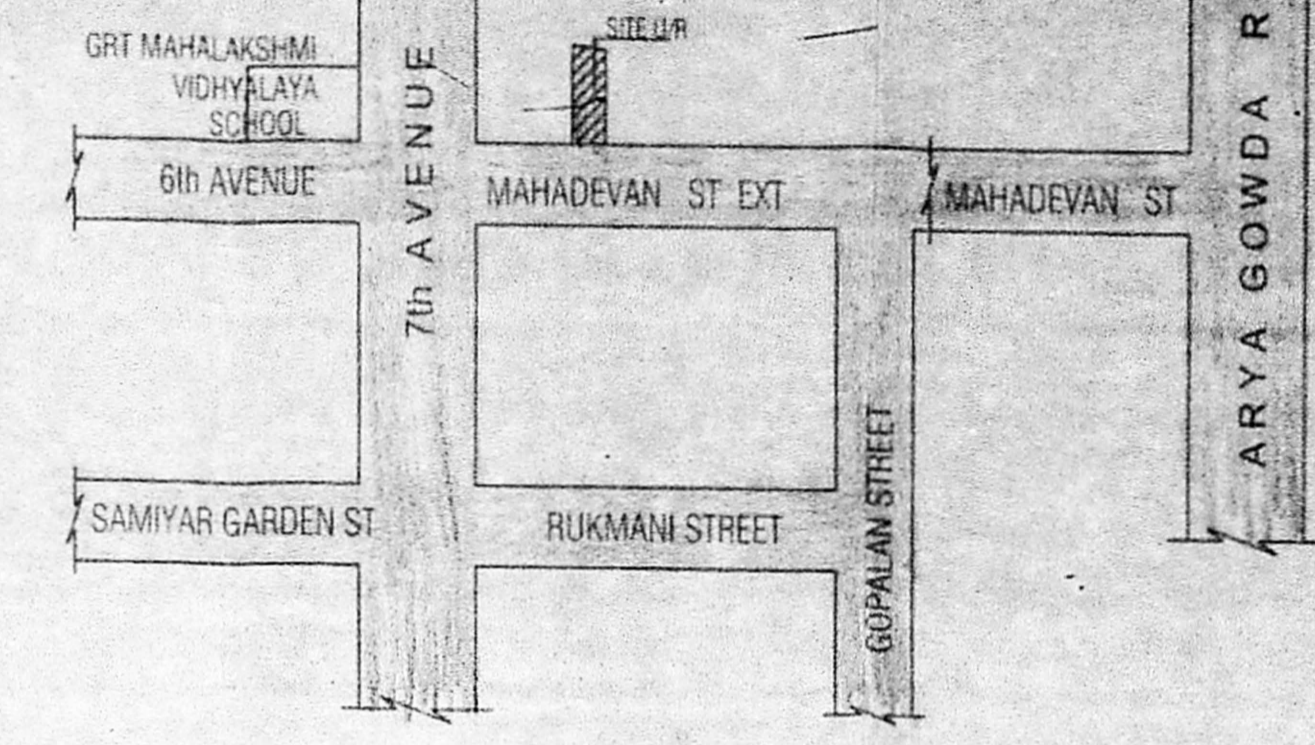 SITE U/R
GRT MAHALAKSHMI
VIDHYALAYA
SCHOOL
7th AVENUE
ARYA GOWDA R
6th AVENUE
MAHADEVAN ST EXT
MAHADEVAN ST
SAMIYAR GARDEN ST
RUKMANI STREET
GOPALAN STREET